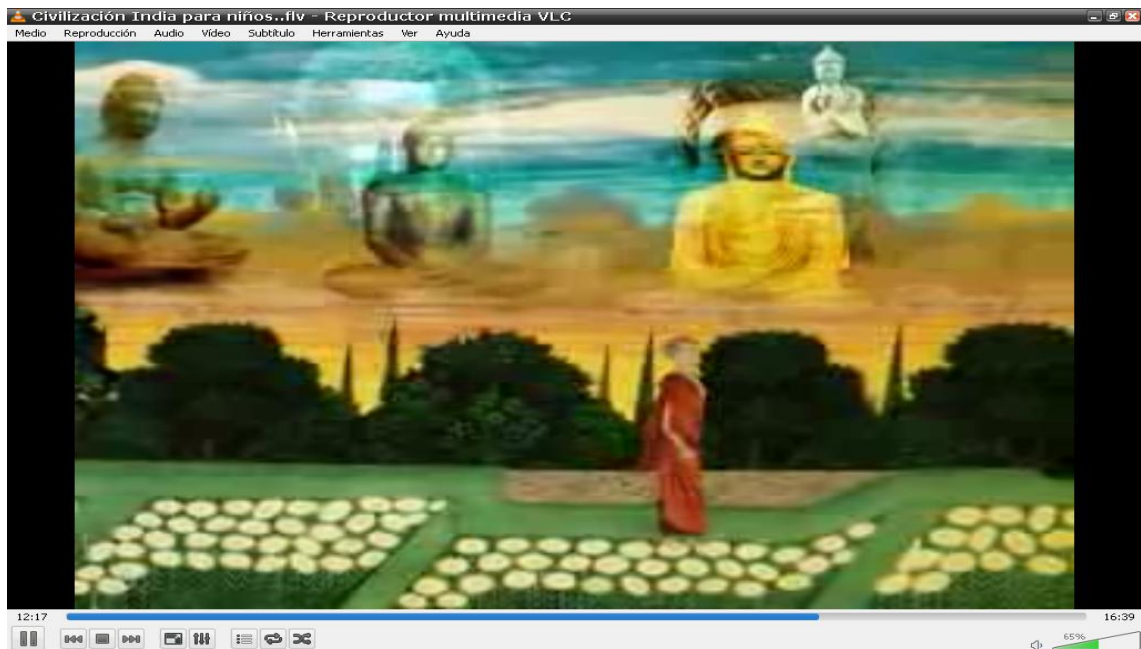 Civilización India para niños..flv - Reproductor multimedia VLC
Medio Reproducción Audio Vídeo Subtítulo Herramientas Ver Ayuda
12:17 16:39
65%